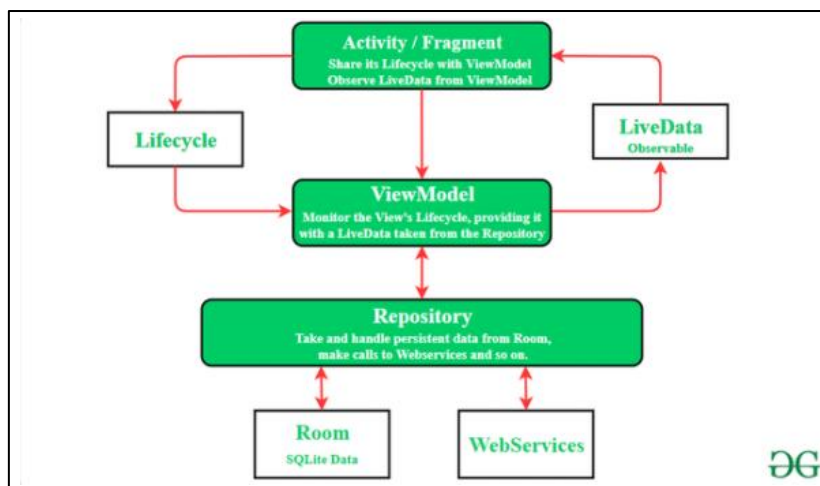 Activity / Fragment
Share its Lifecycle with ViewModel
Observe LiveData from ViewModel
Lifecycle
LiveData
Observable
ViewModel
Monitor the View's Lifecycle, providing it
with a LiveData taken from the Repository
Repository
Take and handle persistent data from Room,
make calls to Webservices and so on.
Room
SQLite Data
WebServices